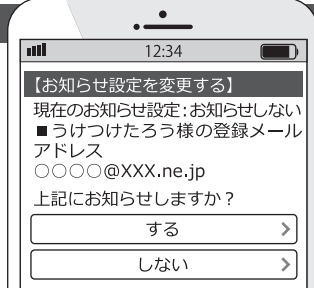 12:34
【お知らせ設定を変更する】
現在のお知らせ設定:お知らせしない
■うけつけたろう様の登録メール
アドレス
○○○○@XXX.ne.jp
上記にお知らせしますか？
する
しない